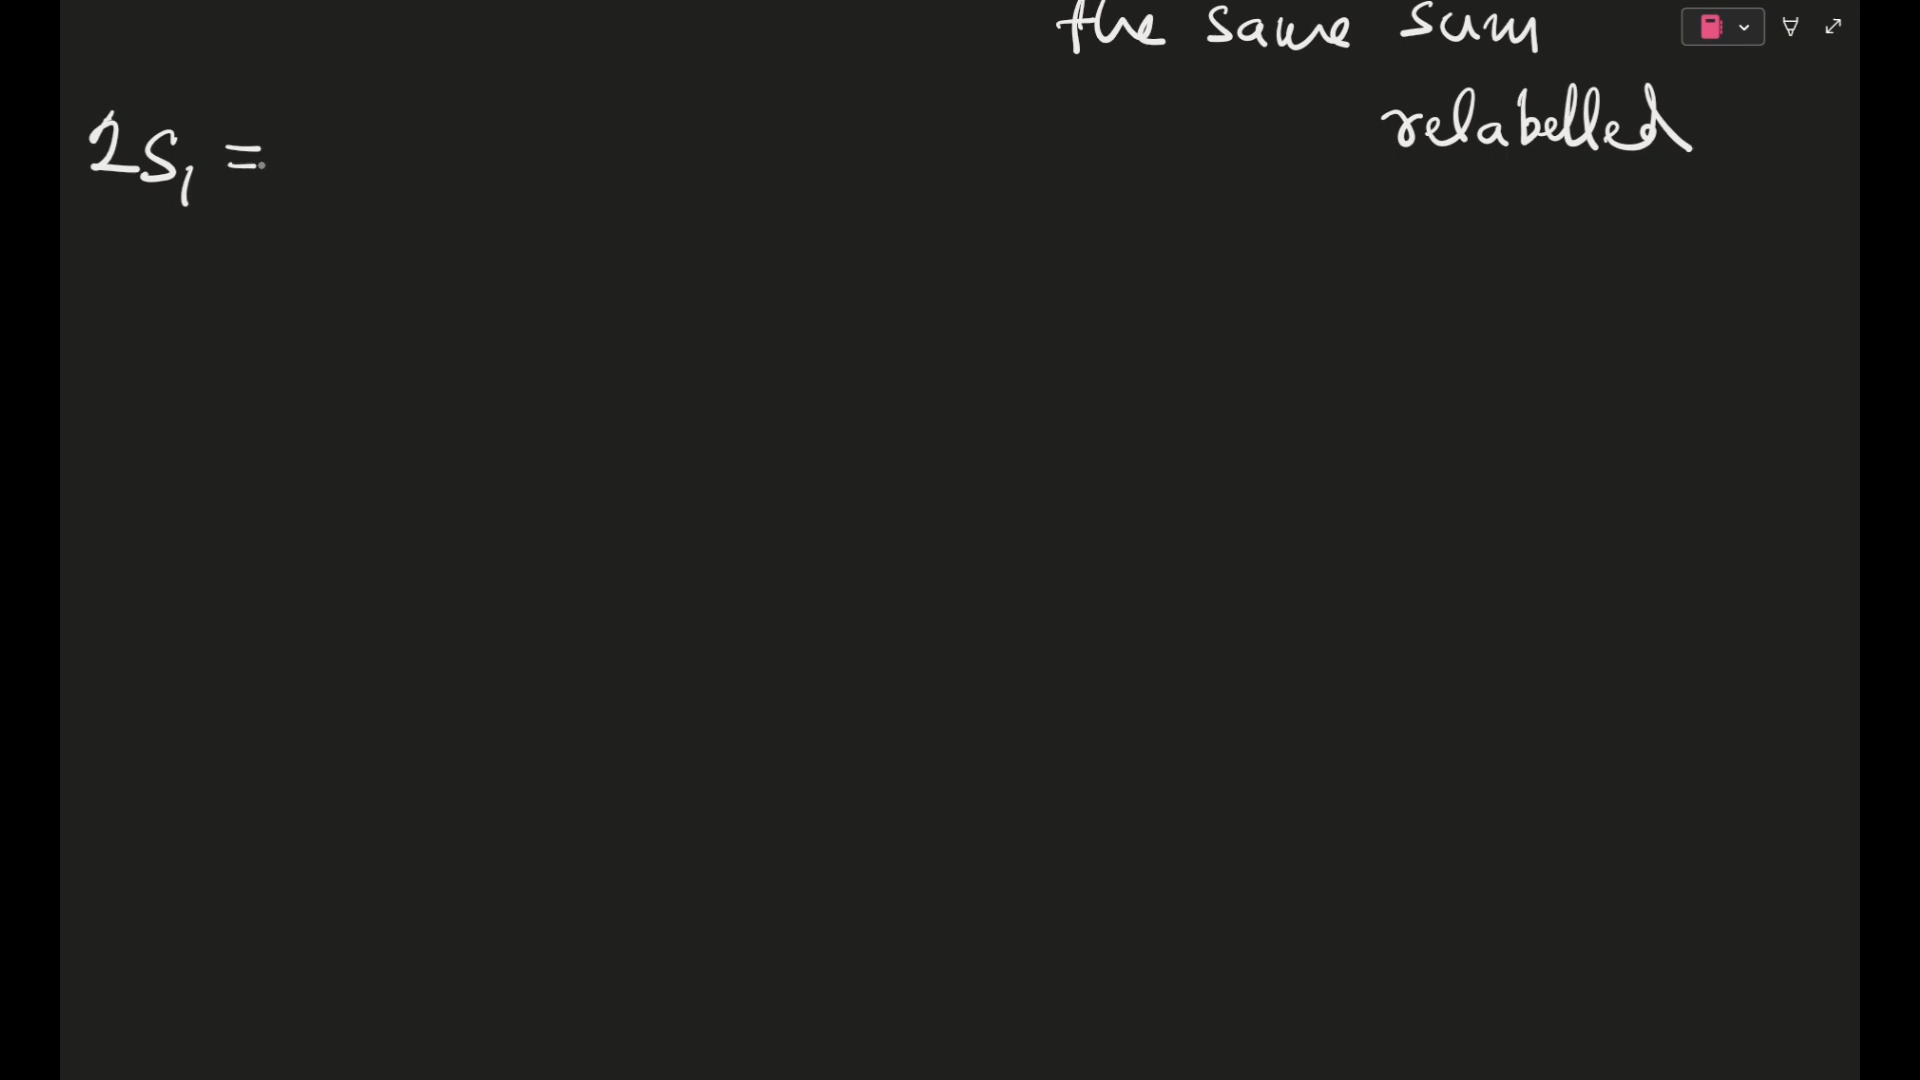 the same sum
relabelled
2S₁ =